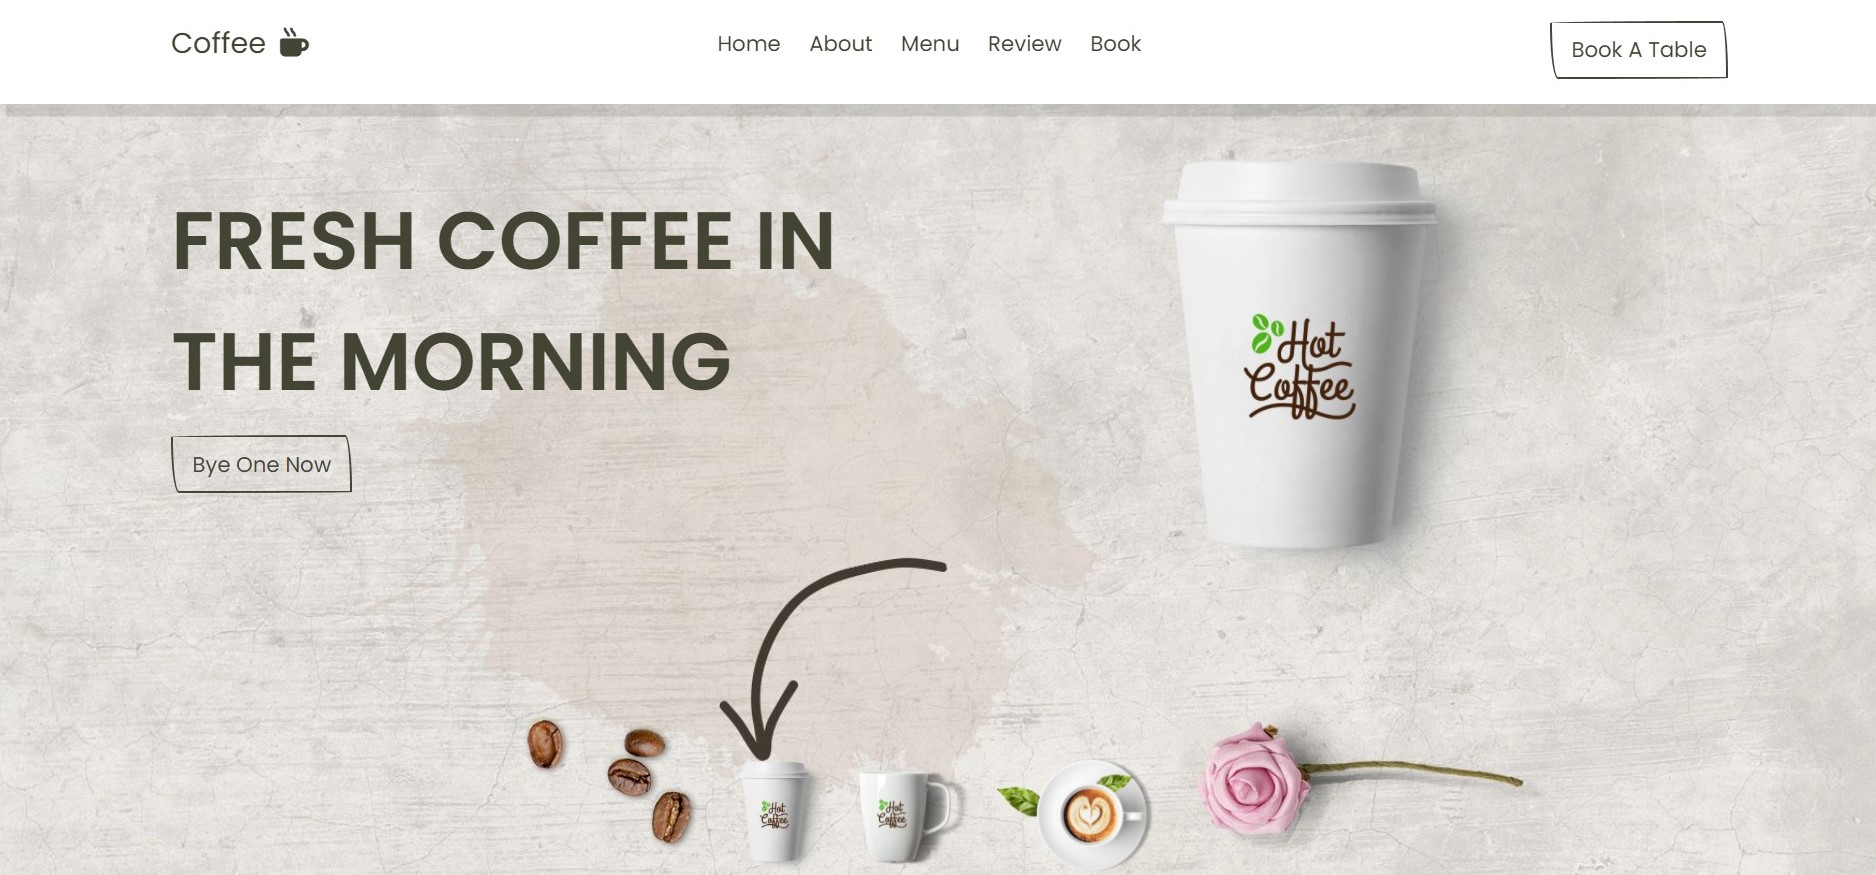 Coffee
Home About Menu Review Book
Book A Table
FRESH COFFEE IN
THE MORNING
Bye One Now
Hot
Coffee
Hot
Coffee
Hot
Coffee